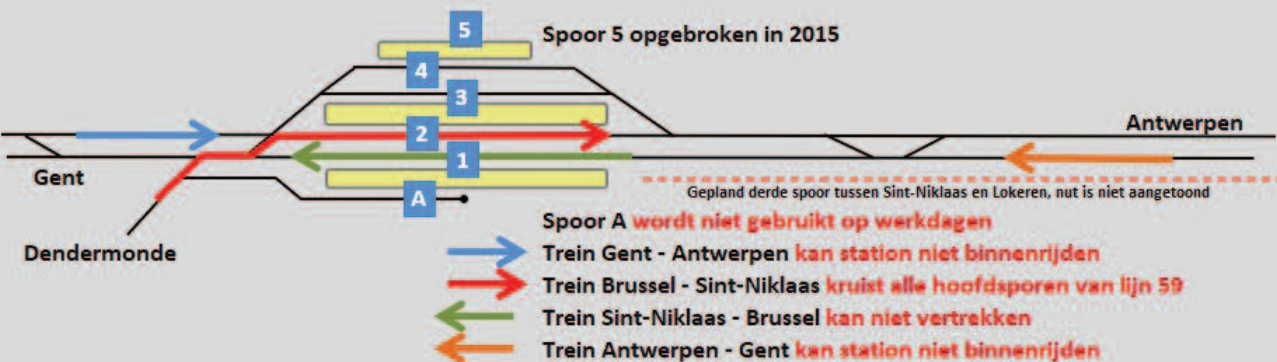 5
Spoor 5 opgebroken in 2015
4
3
2
Antwerpen
1
Gent
Gepland derde spoor tussen Sint-Niklaas en Lokeren, nut is niet aangetoond
A
Spoor A wordt niet gebruikt op werkdagen
Dendermonde
Trein Gent - Antwerpen kan station niet binnenrijden
Trein Brussel - Sint-Niklaas kruist alle hoofdsporen van lijn 59
Trein Sint-Niklaas - Brussel kan niet vertrekken
Trein Antwerpen - Gent kan station niet binnenrijden